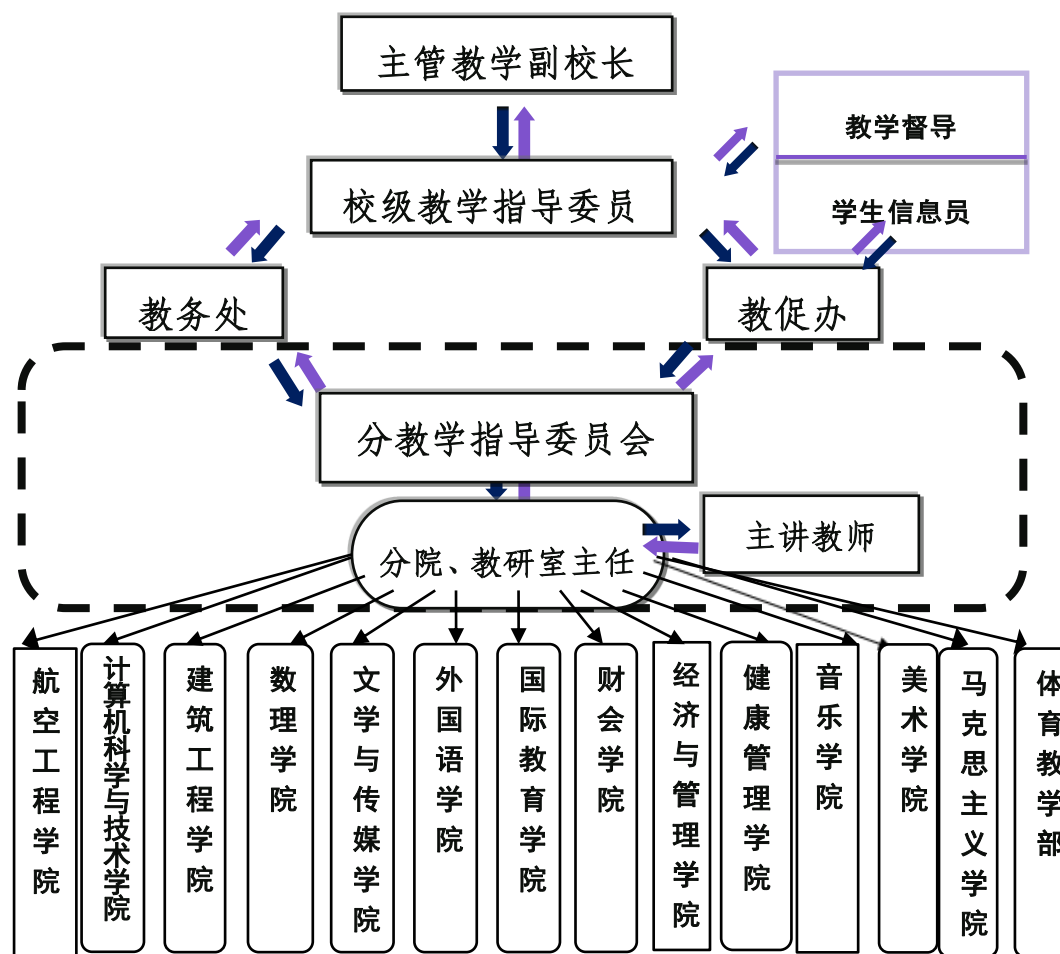 主管教学副校长
教学督导
校级教学指导委员
学生信息员
教务处
教促办
分教学指导委员会
主讲教师
分院、教研室主任
航空工程学院
计算机科学与技术学院
建筑工程学院
数理学院
文学与传媒学院
外国语学院
国际教育学院
财会学院
经济与管理学院
健康管理学院
音乐学院
美术学院
马克思主义学院
体育教学部